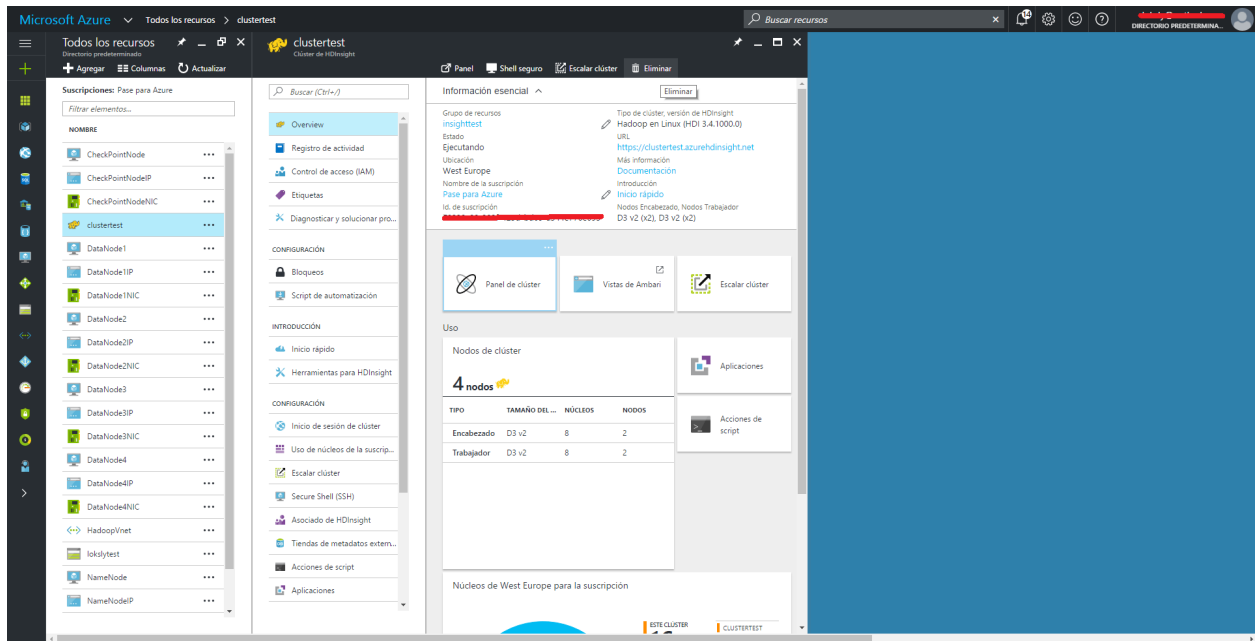 Microsoft Azure Todos los recursos > clustertest
Buscar recursos
14
DIRECTORIO PREDETERMINA...
Todos los recursos
Directorio predeterminado
Agregar Columnas Actualizar
Suscripciones: Pase para Azure
Filtrar elementos...
NOMBRE
CheckPointNode
CheckPointNodeIP
CheckPointNodeNIC
clustertest
DataNode1
DataNode1IP
DataNode1NIC
DataNode2
DataNode2IP
DataNode2NIC
DataNode3
DataNode3IP
DataNode3NIC
DataNode4
DataNode4IP
DataNode4NIC
HadoopVnet
lokslytest
NameNode
NameNodeIP
clustertest
Clúster de HDInsight
Buscar (Ctrl+/)
Overview
Registro de actividad
Control de acceso (IAM)
Etiquetas
Diagnosticar y solucionar pro...
CONFIGURACIÓN
Bloqueos
Script de automatización
INTRODUCCIÓN
Inicio rápido
Herramientas para HDInsight
CONFIGURACIÓN
Inicio de sesión de clúster
Uso de núcleos de la suscrip...
Escalar clúster
Secure Shell (SSH)
Asociado de HDInsight
Tiendas de metadatos extern...
Acciones de script
Aplicaciones
Panel Shell seguro Escalar clúster Eliminar
Información esencial
Eliminar
Grupo de recursos
insighttest
Estado
Ejecutando
Ubicación
West Europe
Nombre de la suscripción
Pase para Azure
Id. de suscripción
Tipo de clúster, versión de HDInsight
Hadoop en Linux (HDI 3.4.1000.0)
URL
https://clustertest.azurehdinsight.net
Más información
Documentación
Introducción
Inicio rápido
Nodos Encabezado, Nodos Trabajador
D3 v2 (x2), D3 v2 (x2)
Panel de clúster
Vistas de Ambari
Escalar clúster
Uso
Nodos de clúster
4 nodos
TIPO TAMAÑO DEL ... NÚCLEOS NODOS
Encabezado D3 v2 8 2
Trabajador D3 v2 8 2
Aplicaciones
Acciones de
script
Núcleos de West Europe para la suscripción
ESTE CLÚSTER
CLUSTERTEST